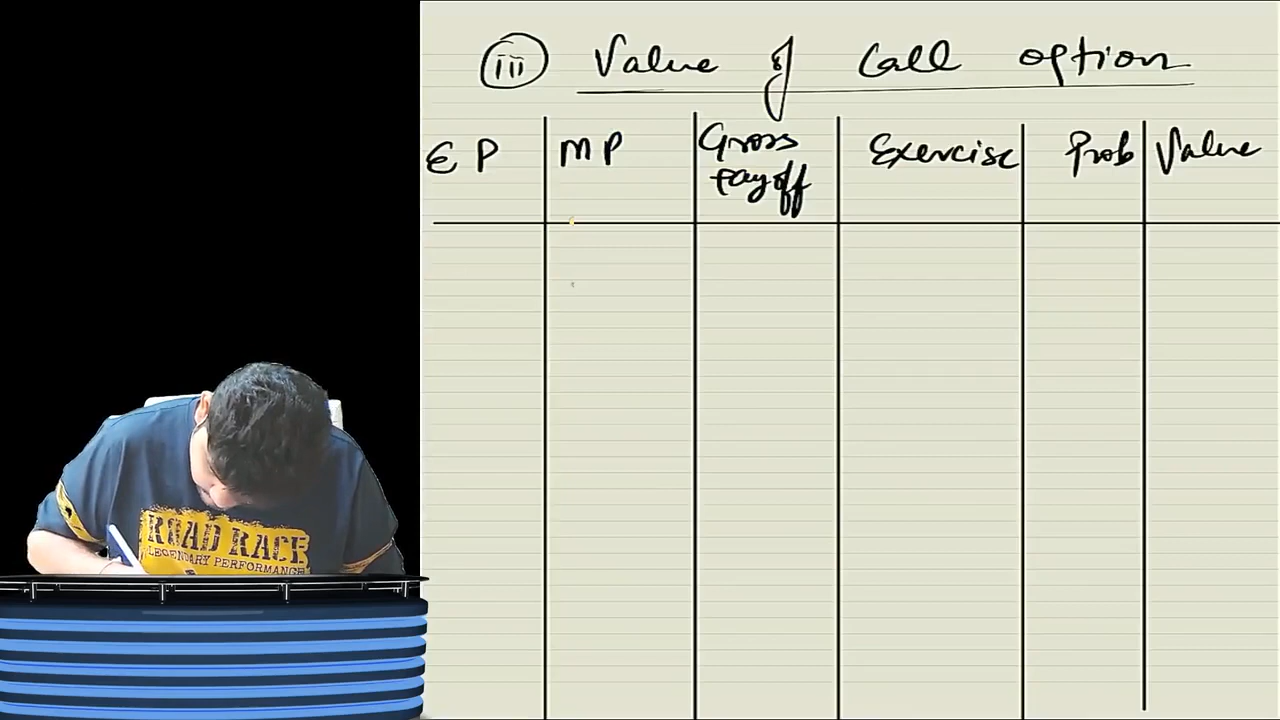 iii Value of Call option
EP MP Gross payoff Exercise Prob Value
ROAD RACE
LEGENDARY PERFORMANCE